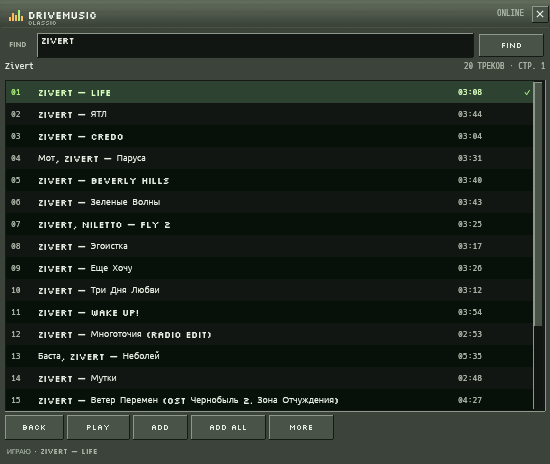 DRIVEMUSIC
CLASSIC
ONLINE
FIND ZIVERT FIND
Zivert 20 ТРЕКОВ · СТР. 1
01 ZIVERT — LIFE 03:08 ✓
02 ZIVERT — ЯТЛ 03:44
03 ZIVERT — CREDO 03:04
04 Мот, ZIVERT — Паруса 03:31
05 ZIVERT — BEVERLY HILLS 03:40
06 ZIVERT — Зеленые Волны 03:43
07 ZIVERT, NILETTO — FLY 2 03:25
08 ZIVERT — Эгоистка 03:17
09 ZIVERT — Еще Хочу 03:26
10 ZIVERT — Три Дня Любви 03:12
11 ZIVERT — WAKE UP! 03:54
12 ZIVERT — Многоточия (RADIO EDIT) 02:53
13 Баста, ZIVERT — Неболей 05:35
14 ZIVERT — Мутки 02:48
15 ZIVERT — Ветер Перемен (OST Чернобыль 2. Зона Отчуждения) 04:27
BACK PLAY ADD ADD ALL MORE
ИГРАЮ · ZIVERT — LIFE